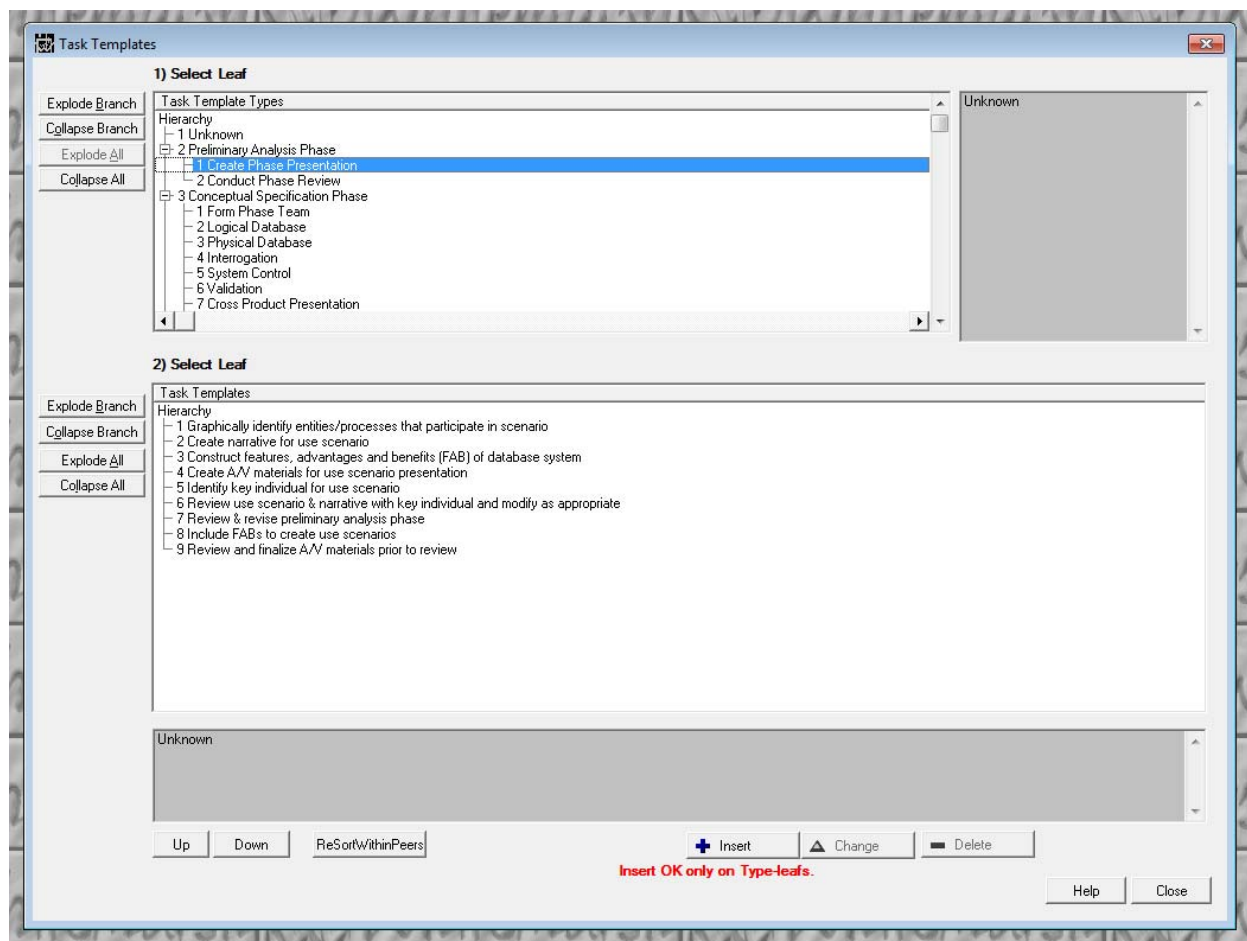 Task Templates
1) Select Leaf
Explode Branch
Collapse Branch
Explode All
Collapse All
Task Template Types
Hierarchy
1 Unknown
2 Preliminary Analysis Phase
1 Create Phase Presentation
2 Conduct Phase Review
3 Conceptual Specification Phase
1 Form Phase Team
2 Logical Database
3 Physical Database
4 Interrogation
5 System Control
6 Validation
7 Cross Product Presentation
Unknown
2) Select Leaf
Explode Branch
Collapse Branch
Explode All
Collapse All
Task Templates
Hierarchy
1 Graphically identify entities/processes that participate in scenario
2 Create narrative for use scenario
3 Construct features, advantages and benefits (FAB) of database system
4 Create A/V materials for use scenario presentation
5 Identify key individual for use scenario
6 Review use scenario & narrative with key individual and modify as appropriate
7 Review & revise preliminary analysis phase
8 Include FABs to create use scenarios
9 Review and finalize A/V materials prior to review
Unknown
Up Down ReSortWithinPeers Insert Change Delete
Insert OK only on Type-leafs.
Help Close